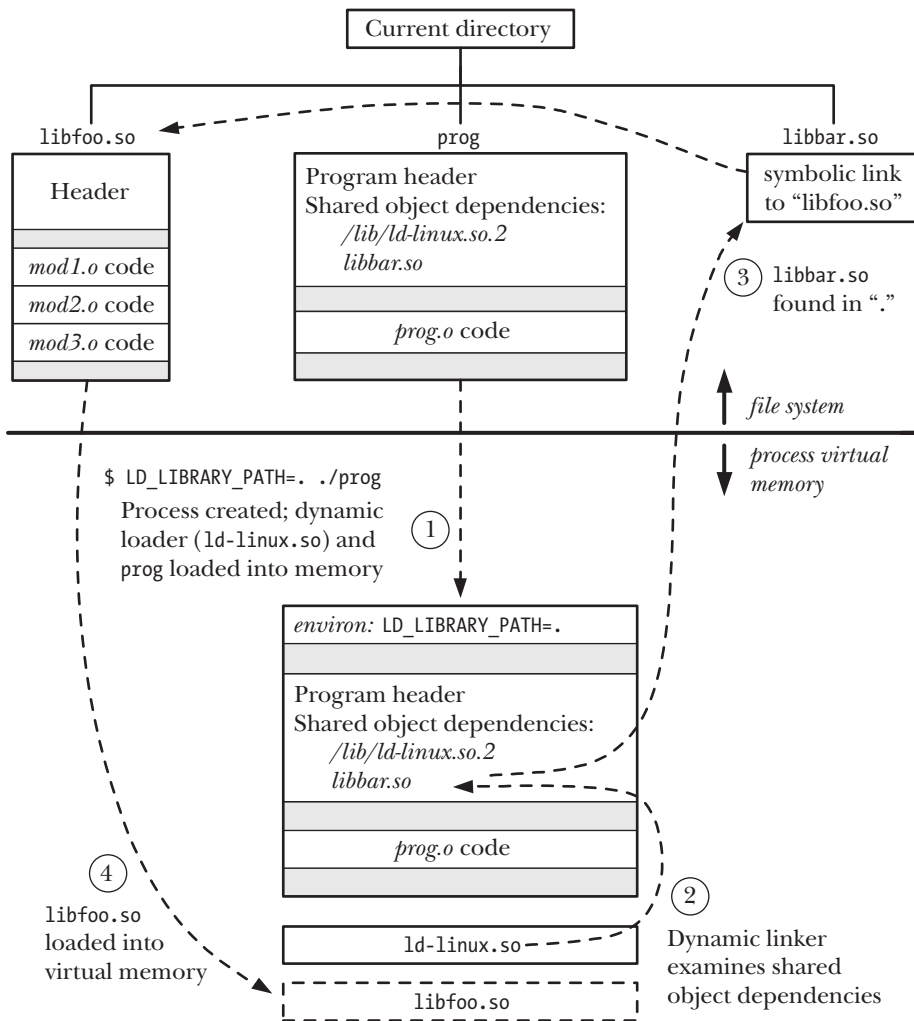 Current directory
libfoo.so
prog
libbar.so
Header
mod1.o code
mod2.o code
mod3.o code
Program header
Shared object dependencies:
/lib/ld-linux.so.2
libbar.so
prog.o code
symbolic link
to “libfoo.so”
3 libbar.so
found in “.”
file system
process virtual
memory
$ LD_LIBRARY_PATH=. ./prog
Process created; dynamic
loader (ld-linux.so) and
prog loaded into memory
1
environ: LD_LIBRARY_PATH=.
Program header
Shared object dependencies:
/lib/ld-linux.so.2
libbar.so
prog.o code
4
libfoo.so
loaded into
virtual memory
2
Dynamic linker
examines shared
object dependencies
ld-linux.so
libfoo.so